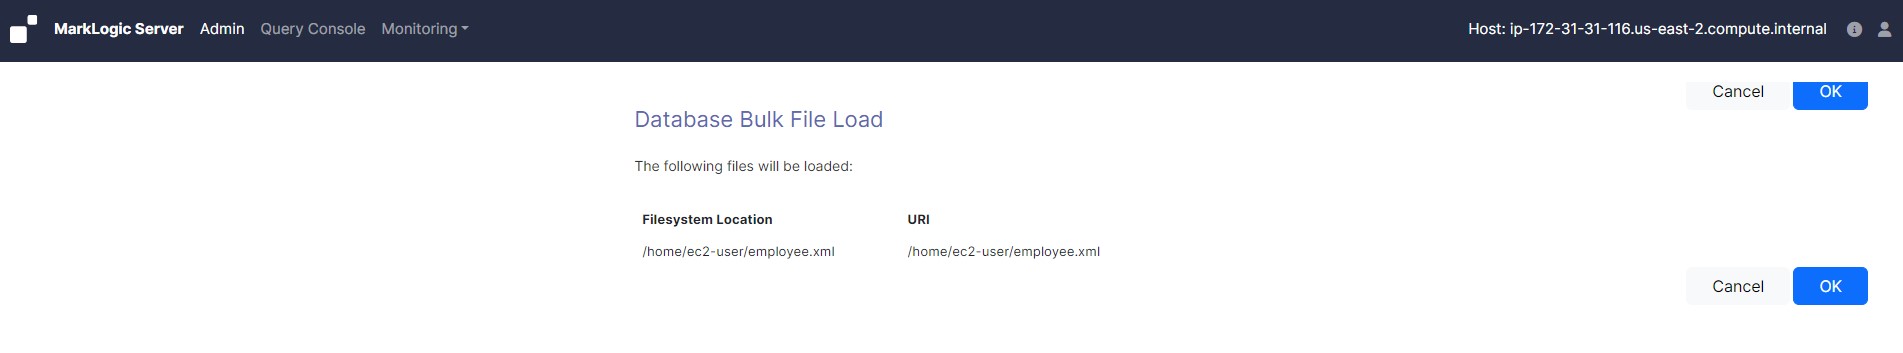 MarkLogic Server Admin Query Console Monitoring Host: ip-172-31-31-116.us-east-2.compute.internal
Cancel OK
Database Bulk File Load
The following files will be loaded:
Filesystem Location URI
/home/ec2-user/employee.xml /home/ec2-user/employee.xml
Cancel OK